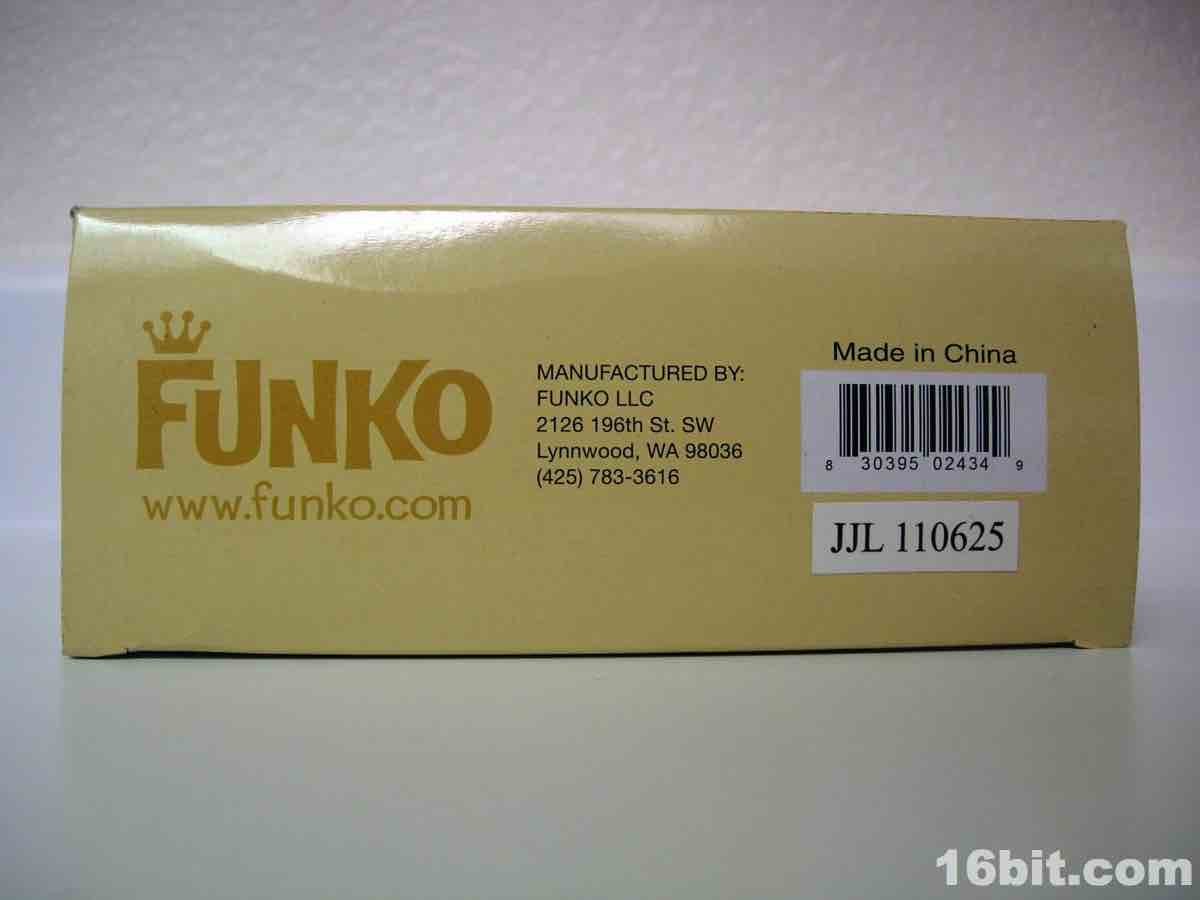 FUNKO
www.funko.com
MANUFACTURED BY:
FUNKO LLC
2126 196th St. SW
Lynnwood, WA 98036
(425) 783-3616
Made in China
8 30395 02434 9
JJL 110625
16bit.com